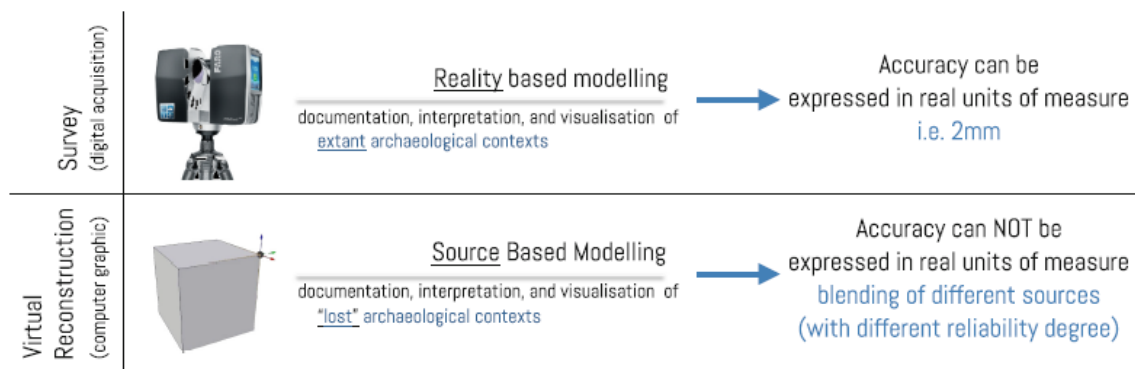 Survey
(digital acquisition)
FARO
Reality based modelling
documentation, interpretation, and visualisation of
extant archaeological contexts
Accuracy can be
expressed in real units of measure
i.e. 2mm
Virtual
Reconstruction
(computer graphic)
Source Based Modelling
documentation, interpretation, and visualisation of
"lost" archaeological contexts
Accuracy can NOT be
expressed in real units of measure
blending of different sources
(with different reliability degree)